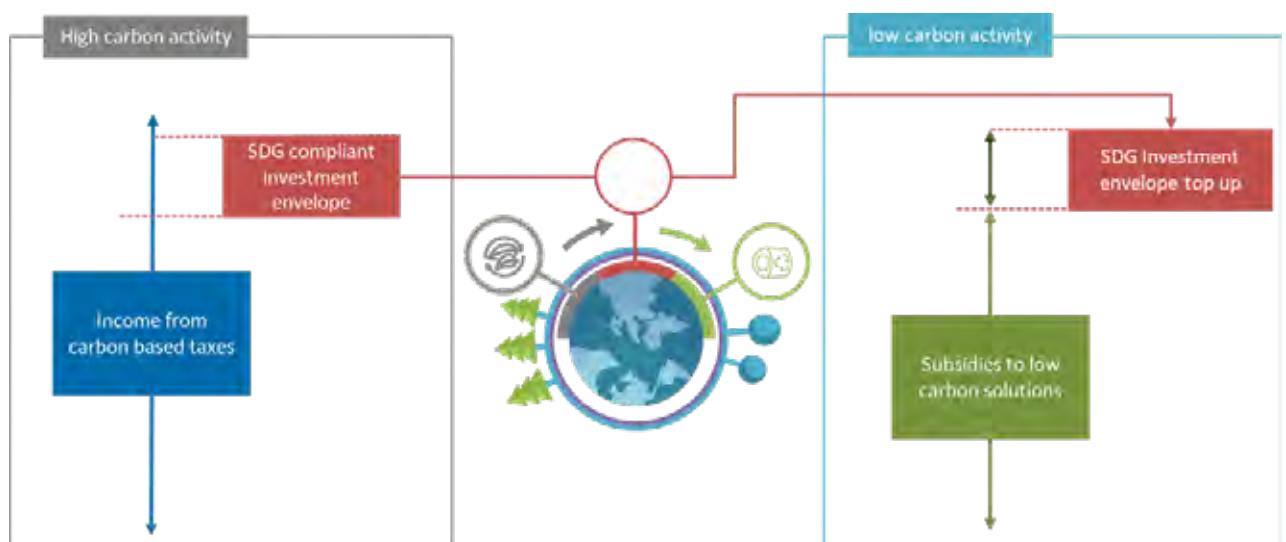 High carbon activity
low carbon activity
SDG compliant
investment
envelope
SDG Investment
envelope top up
Income from
carbon based taxes
Subsidies to low
carbon solutions